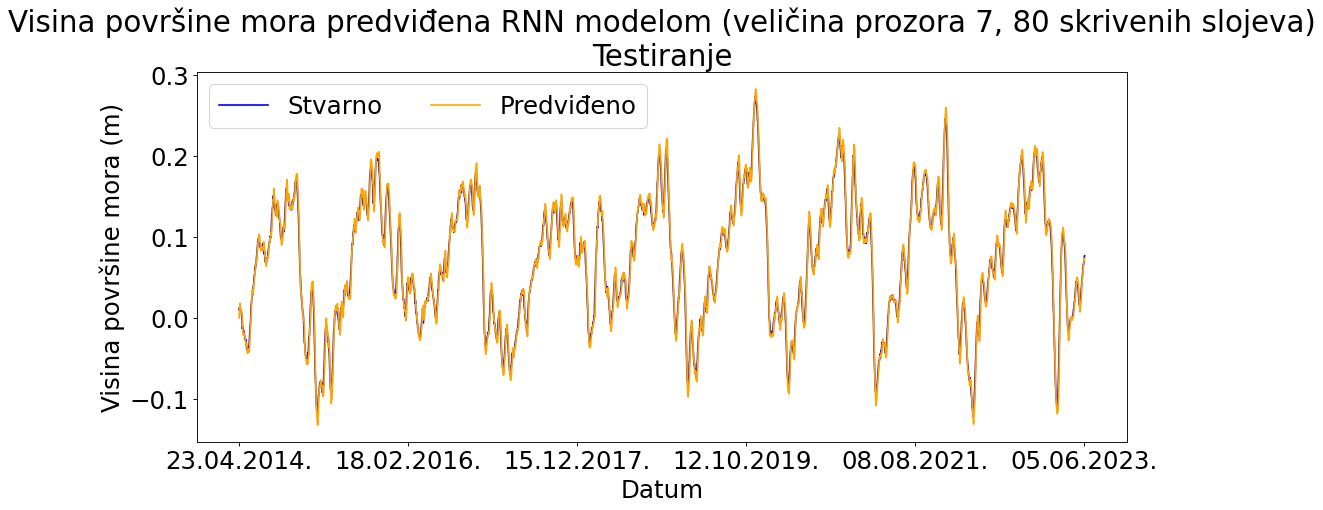 Visina površine mora predviđena RNN modelom (veličina prozora 7, 80 skrivenih slojeva)
Testiranje
Stvarno Predviđeno
Visina površine mora (m)
0.3
0.2
0.1
0.0
−0.1
23.04.2014. 18.02.2016. 15.12.2017. 12.10.2019. 08.08.2021. 05.06.2023.
Datum